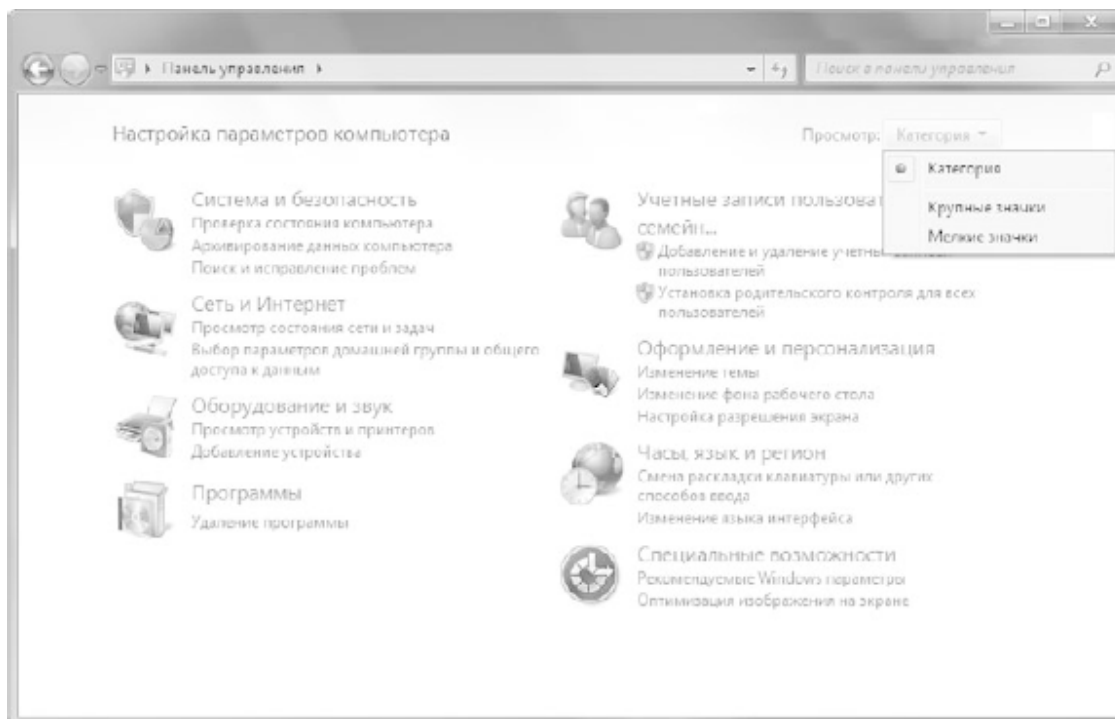 Панель управления
Поиск в панели управления
Настройка параметров компьютера
Просмотр: Категория
Категория
Крупные значки
Мелкие значки
Система и безопасность
Проверка состояния компьютера
Архивирование данных компьютера
Поиск и исправление проблем
Сеть и Интернет
Просмотр состояния сети и задач
Выбор параметров домашней группы и общего
доступа к данным
Оборудование и звук
Просмотр устройств и принтеров
Добавление устройства
Программы
Удаление программы
Учетные записи пользоват
семейн...
Добавление и удаление учетных
пользователей
Установка родительского контроля для всех
пользователей
Оформление и персонализация
Изменение темы
Изменение фона рабочего стола
Настройка разрешения экрана
Часы, язык и регион
Смена раскладки клавиатуры или других
способов ввода
Изменение языка интерфейса
Специальные возможности
Рекомендуемые Windows параметры
Оптимизация изображения на экране